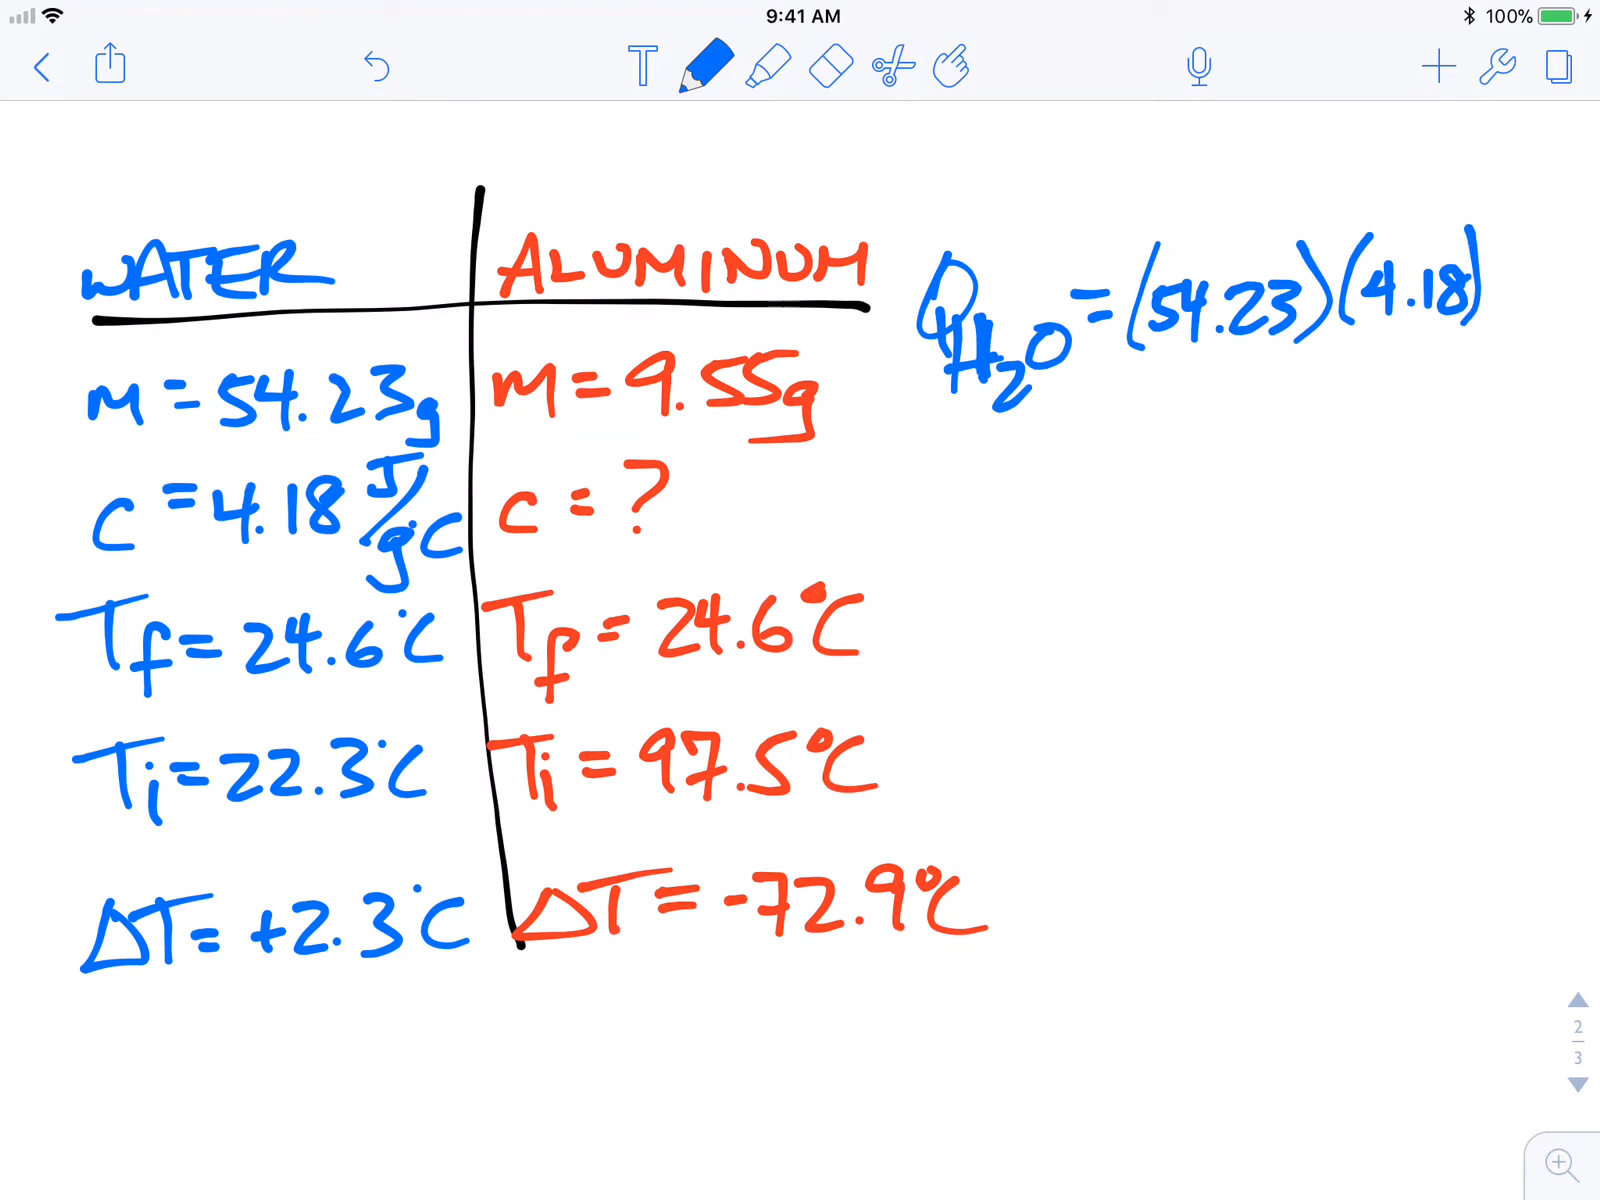 9:41 AM
100%
WATER
ALUMINUM
QH₂O = (54.23)(4.18)
m = 54.23g
m = 9.55g
c = 4.18 J/g°C
c = ?
Tf = 24.6°C
Tf = 24.6°C
Ti = 22.3°C
Ti = 97.5°C
ΔT = +2.3°C
ΔT = -72.9°C
2
3